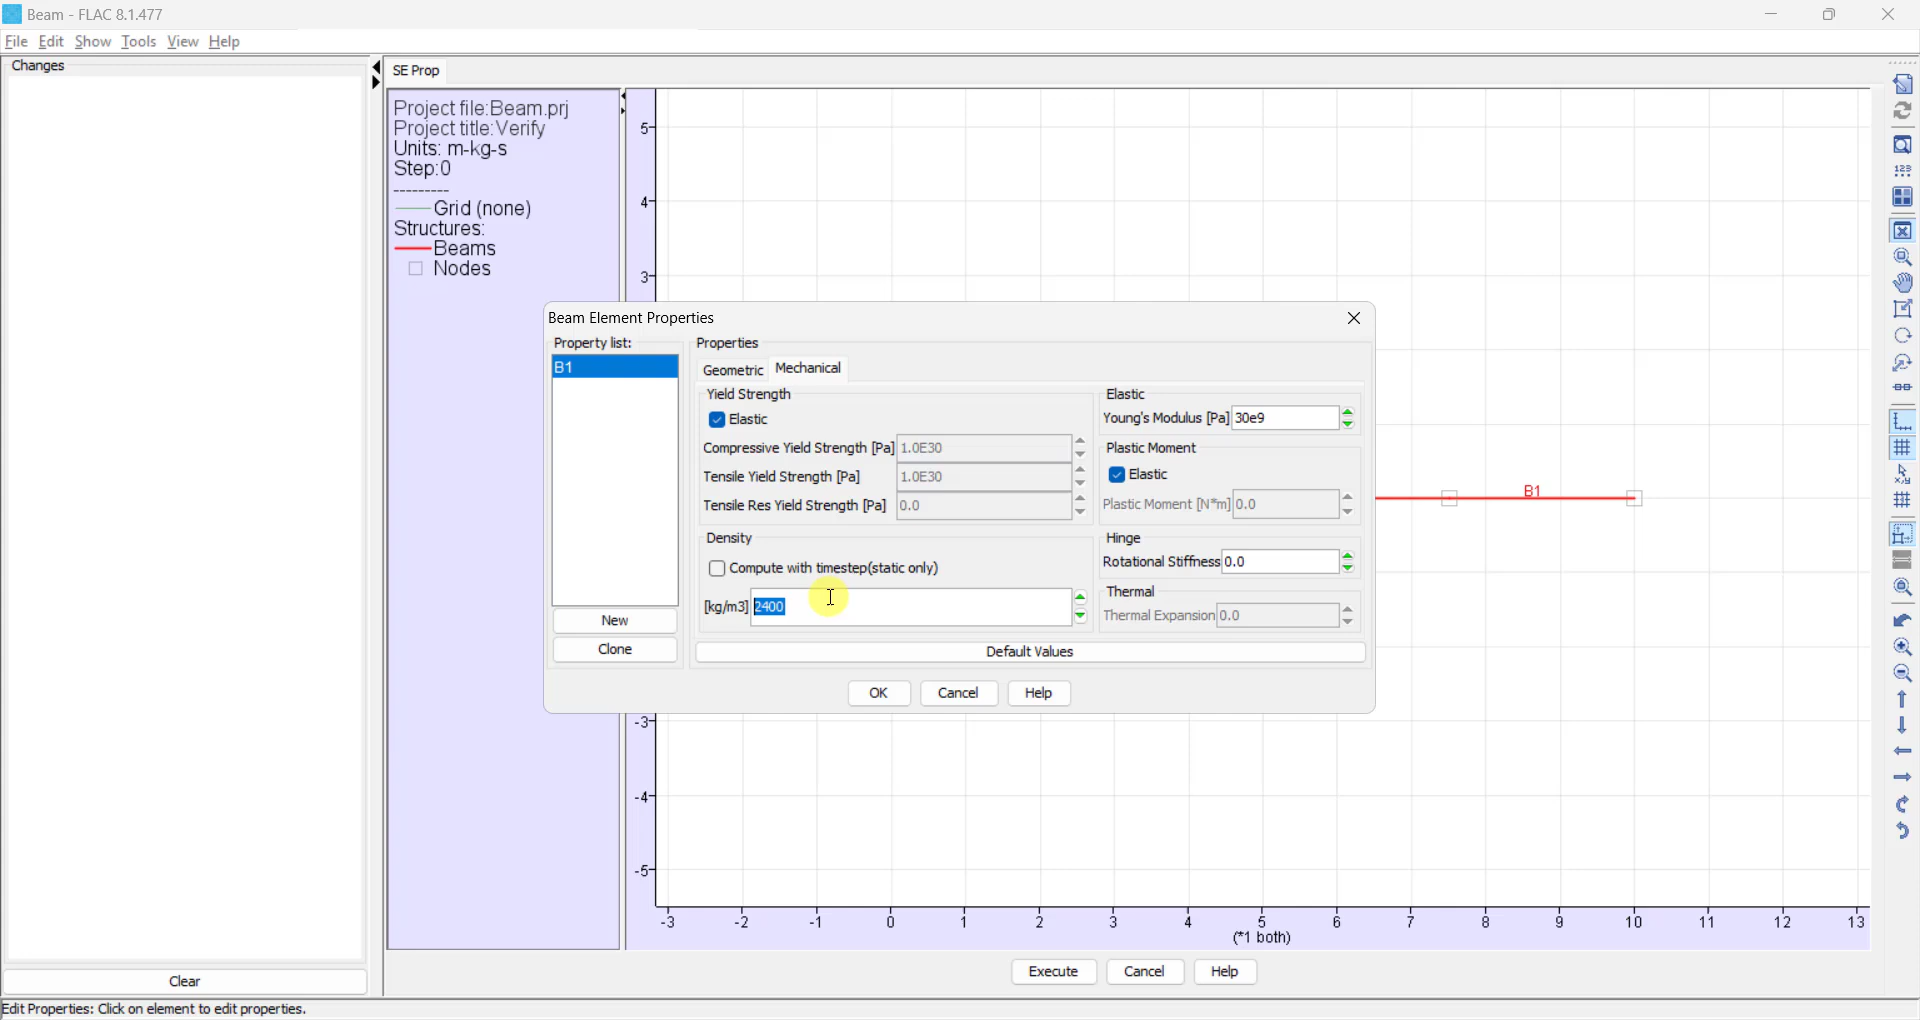 Beam - FLAC 8.1.477
File Edit Show Tools View Help
Changes
SE Prop
Project file:Beam.prj
Project title:Verify
Units: m-kg-s
Step:0
---------
Grid (none)
Structures:
Beams
Nodes
5
4
3
Beam Element Properties
Property list:
B1
New
Clone
Properties
Geometric Mechanical
Yield Strength
Elastic
Compressive Yield Strength [Pa] 1.0E30
Tensile Yield Strength [Pa] 1.0E30
Tensile Res Yield Strength [Pa] 0.0
Density
Compute with timestep(static only)
[kg/m3] 2400
Elastic
Young's Modulus [Pa] 30e9
Plastic Moment
Elastic
Plastic Moment [N*m] 0.0
Hinge
Rotational Stiffness 0.0
Thermal
Thermal Expansion 0.0
Default Values
OK Cancel Help
B1
-3
-4
-5
-3 -2 -1 0 1 2 3 4 5 6 7 8 9 10 11 12 13
(*1 both)
Execute Cancel Help
Clear
Edit Properties: Click on element to edit properties.
123